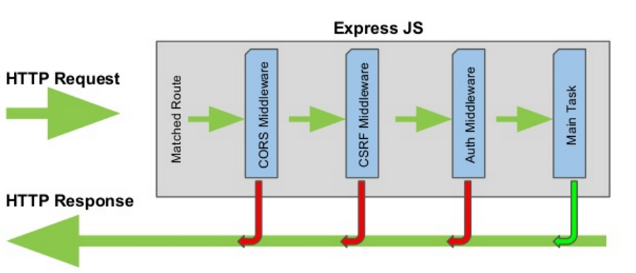 Express JS
HTTP Request
Matched Route
CORS Middleware
CSRF Middleware
Auth Middleware
Main Task
HTTP Response